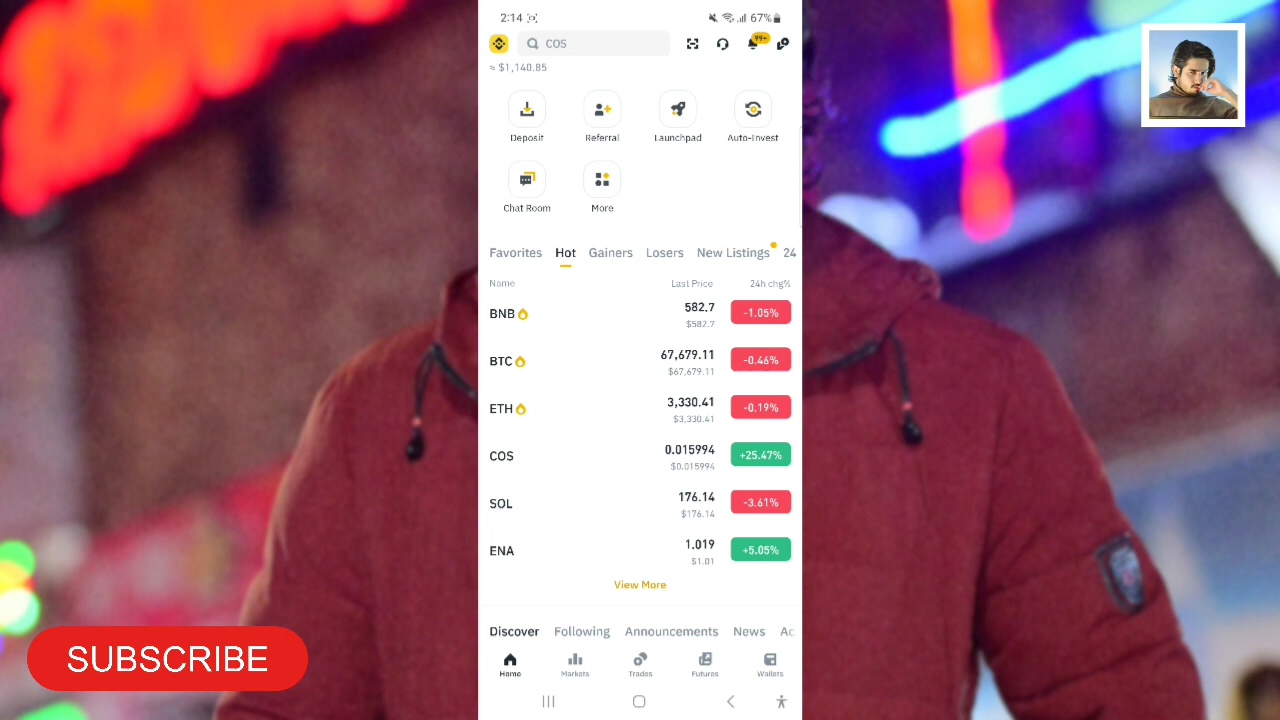 2:14 67%
COS 99+
≈ $1,140.85
Deposit Referral Launchpad Auto-Invest
Chat Room More
Favorites Hot Gainers Losers New Listings 24
Name Last Price 24h chg%
BNB 582.7 -1.05%
$582.7
BTC 67,679.11 -0.46%
$67,679.11
ETH 3,330.41 -0.19%
$3,330.41
COS 0.015994 +25.47%
$0.015994
SOL 176.14 -3.61%
$176.14
ENA 1.019 +5.05%
$1.01
View More
Discover Following Announcements News Ac
Home Markets Trades Futures Wallets
SUBSCRIBE